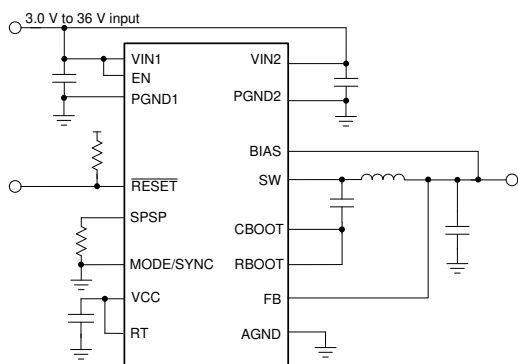 3.0 V to 36 V input
VIN1
EN
PGND1
RESET
SPSP
MODE/SYNC
VCC
RT
VIN2
PGND2
BIAS
SW
CBOOT
RBOOT
FB
AGND